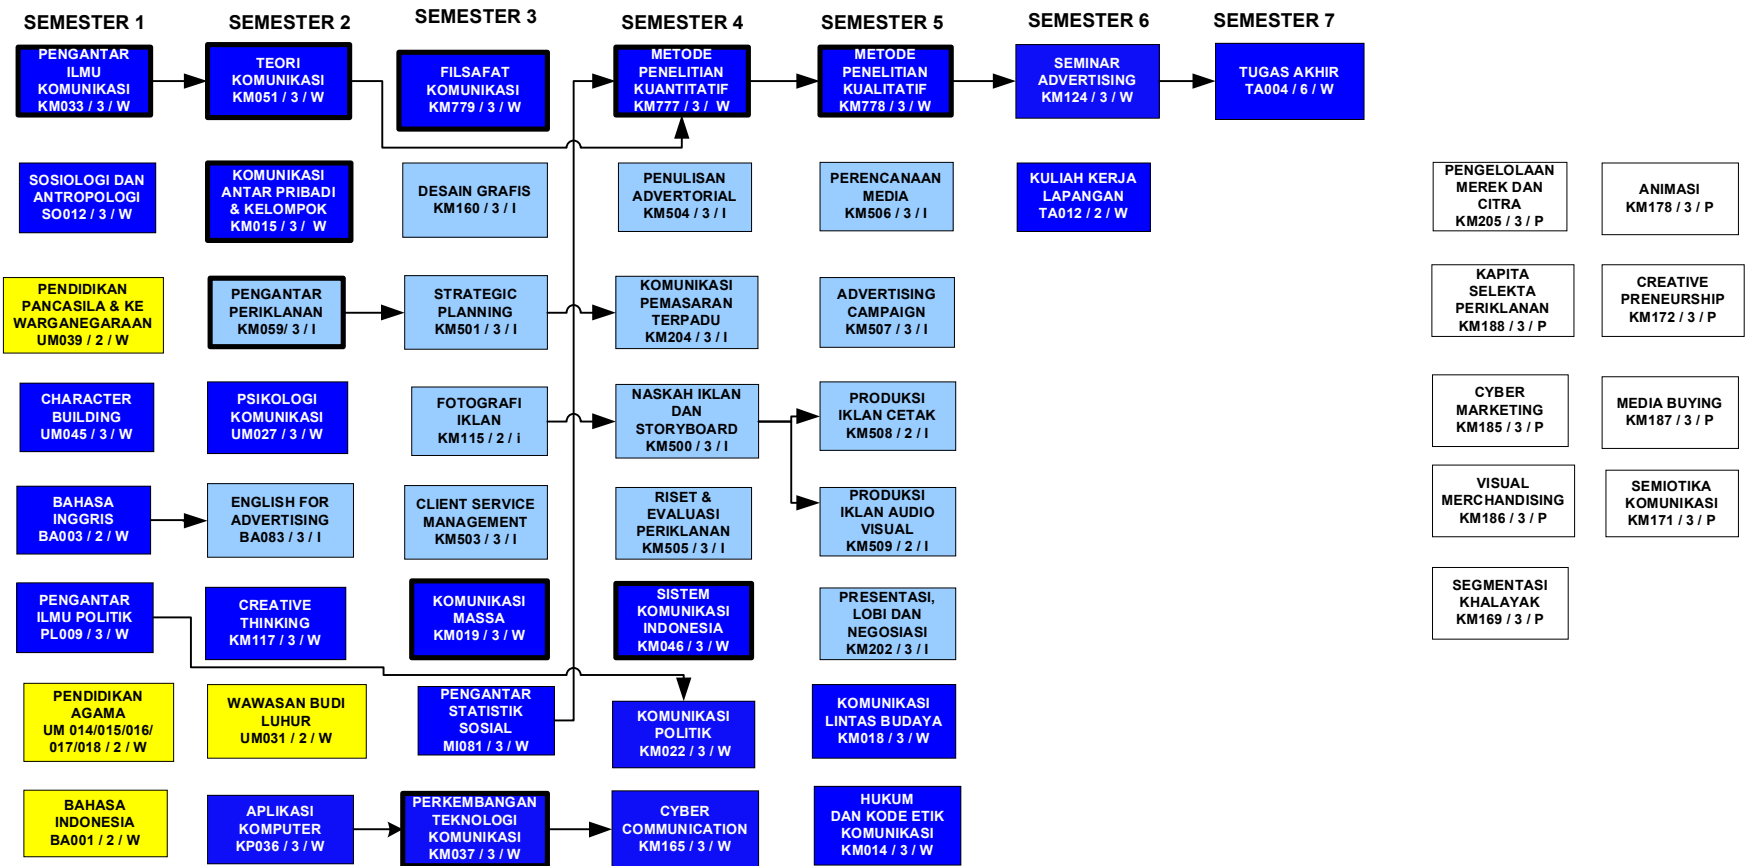 SEMESTER 1
SEMESTER 2
SEMESTER 3
SEMESTER 4
SEMESTER 5
SEMESTER 6
SEMESTER 7
PENGANTAR
ILMU
KOMUNIKASI
KM033 / 3 / W
TEORI
KOMUNIKASI
KM051 / 3 / W
FILSAFAT
KOMUNIKASI
KM779 / 3 / W
METODE
PENELITIAN
KUANTITATIF
KM777 / 3 / W
METODE
PENELITIAN
KUALITATIF
KM778 / 3 / W
SEMINAR
ADVERTISING
KM124 / 3 / W
TUGAS AKHIR
TA004 / 6 / W
SOSIOLOGI DAN
ANTROPOLOGI
SO012 / 3 / W
KOMUNIKASI
ANTAR PRIBADI
& KELOMPOK
KM015 / 3 / W
DESAIN GRAFIS
KM160 / 3 / I
PENULISAN
ADVERTORIAL
KM504 / 3 / I
PERENCANAAN
MEDIA
KM506 / 3 / I
KULIAH KERJA
LAPANGAN
TA012 / 2 / W
PENGELOLAAN
MEREK DAN
CITRA
KM205 / 3 / P
ANIMASI
KM178 / 3 / P
PENDIDIKAN
PANCASILA & KE
WARGANEGARAAN
UM039 / 2 / W
PENGANTAR
PERIKLANAN
KM059/ 3 / I
STRATEGIC
PLANNING
KM501 / 3 / I
KOMUNIKASI
PEMASARAN
TERPADU
KM204 / 3 / I
ADVERTISING
CAMPAIGN
KM507 / 3 / I
KAPITA
SELEKTA
PERIKLANAN
KM188 / 3 / P
CREATIVE
PRENEURSHIP
KM172 / 3 / P
CHARACTER
BUILDING
UM045 / 3 / W
PSIKOLOGI
KOMUNIKASI
UM027 / 3 / W
FOTOGRAFI
IKLAN
KM115 / 2 / i
NASKAH IKLAN
DAN
STORYBOARD
KM500 / 3 / I
PRODUKSI
IKLAN CETAK
KM508 / 2 / I
CYBER
MARKETING
KM185 / 3 / P
MEDIA BUYING
KM187 / 3 / P
BAHASA
INGGRIS
BA003 / 2 / W
ENGLISH FOR
ADVERTISING
BA083 / 3 / I
CLIENT SERVICE
MANAGEMENT
KM503 / 3 / I
RISET &
EVALUASI
PERIKLANAN
KM505 / 3 / I
PRODUKSI
IKLAN AUDIO
VISUAL
KM509 / 2 / I
VISUAL
MERCHANDISING
KM186 / 3 / P
SEMIOTIKA
KOMUNIKASI
KM171 / 3 / P
PENGANTAR
ILMU POLITIK
PL009 / 3 / W
CREATIVE
THINKING
KM117 / 3 / W
KOMUNIKASI
MASSA
KM019 / 3 / W
SISTEM
KOMUNIKASI
INDONESIA
KM046 / 3 / W
PRESENTASI,
LOBI DAN
NEGOSIASI
KM202 / 3 / I
SEGMENTASI
KHALAYAK
KM169 / 3 / P
PENDIDIKAN
AGAMA
UM 014/015/016/
017/018 / 2 / W
WAWASAN BUDI
LUHUR
UM031 / 2 / W
PENGANTAR
STATISTIK
SOSIAL
MI081 / 3 / W
KOMUNIKASI
POLITIK
KM022 / 3 / W
KOMUNIKASI
LINTAS BUDAYA
KM018 / 3 / W
BAHASA
INDONESIA
BA001 / 2 / W
APLIKASI
KOMPUTER
KP036 / 3 / W
PERKEMBANGAN
TEKNOLOGI
KOMUNIKASI
KM037 / 3 / W
CYBER
COMMUNICATION
KM165 / 3 / W
HUKUM
DAN KODE ETIK
KOMUNIKASI
KM014 / 3 / W